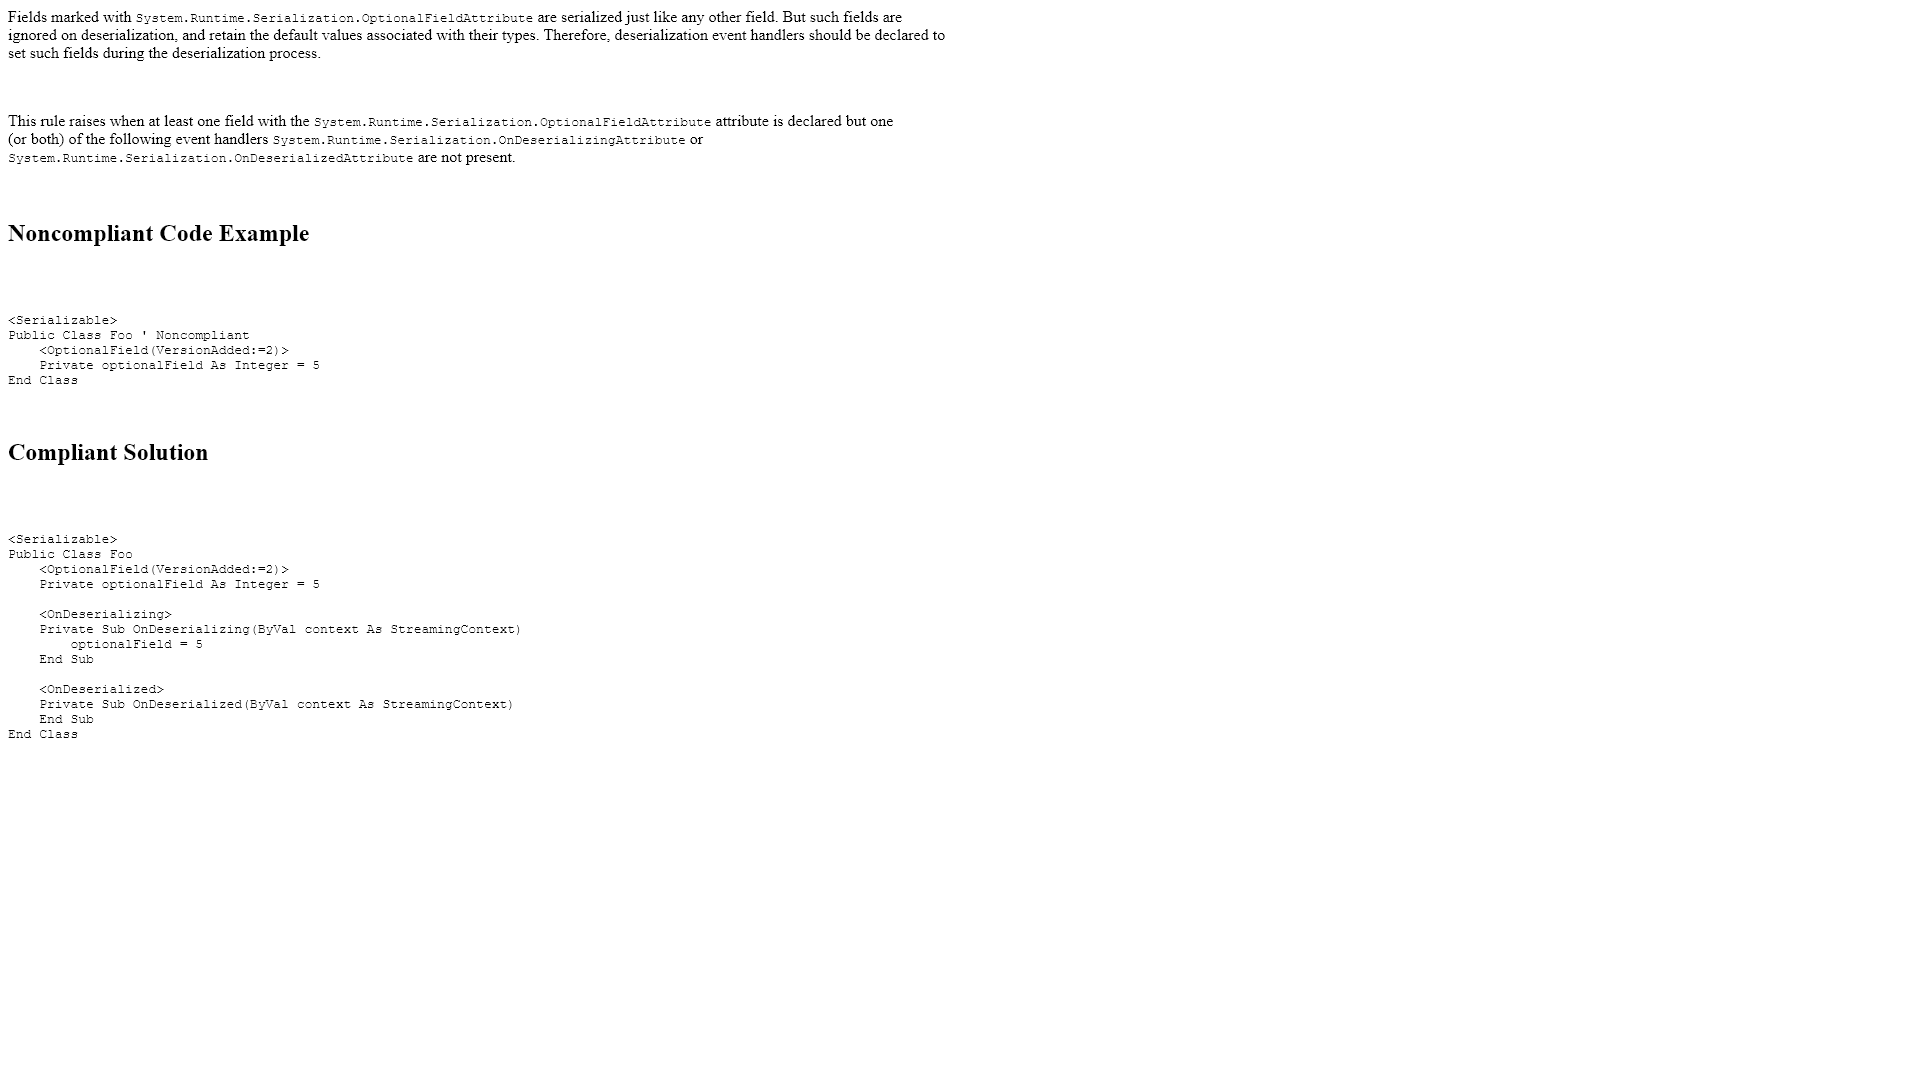 Fields marked with System.Runtime.Serialization.OptionalFieldAttribute are serialized just like any other field. But such fields are
ignored on deserialization, and retain the default values associated with their types. Therefore, deserialization event handlers should be declared to
set such fields during the deserialization process.
This rule raises when at least one field with the System.Runtime.Serialization.OptionalFieldAttribute attribute is declared but one
(or both) of the following event handlers System.Runtime.Serialization.OnDeserializingAttribute or
System.Runtime.Serialization.OnDeserializedAttribute are not present.
Noncompliant Code Example
<Serializable>
Public Class Foo ' Noncompliant
    <OptionalField(VersionAdded:=2)>
    Private optionalField As Integer = 5
End Class
Compliant Solution
<Serializable>
Public Class Foo
    <OptionalField(VersionAdded:=2)>
    Private optionalField As Integer = 5
    <OnDeserializing>
    Private Sub OnDeserializing(ByVal context As StreamingContext)
        optionalField = 5
    End Sub
    <OnDeserialized>
    Private Sub OnDeserialized(ByVal context As StreamingContext)
    End Sub
End Class